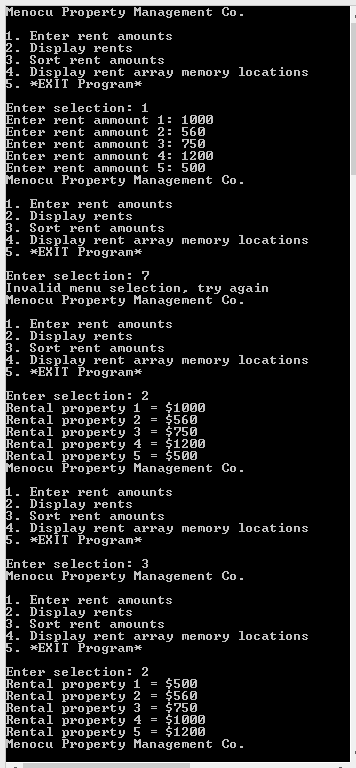 Menocu Property Management Co.
1. Enter rent amounts
2. Display rents
3. Sort rent amounts
4. Display rent array memory locations
5. *EXIT Program*
Enter selection: 1
Enter rent ammount 1: 1000
Enter rent ammount 2: 560
Enter rent ammount 3: 750
Enter rent ammount 4: 1200
Enter rent ammount 5: 500
Menocu Property Management Co.
1. Enter rent amounts
2. Display rents
3. Sort rent amounts
4. Display rent array memory locations
5. *EXIT Program*
Enter selection: 7
Invalid menu selection, try again
Menocu Property Management Co.
1. Enter rent amounts
2. Display rents
3. Sort rent amounts
4. Display rent array memory locations
5. *EXIT Program*
Enter selection: 2
Rental property 1 = $1000
Rental property 2 = $560
Rental property 3 = $750
Rental property 4 = $1200
Rental property 5 = $500
Menocu Property Management Co.
1. Enter rent amounts
2. Display rents
3. Sort rent amounts
4. Display rent array memory locations
5. *EXIT Program*
Enter selection: 3
Menocu Property Management Co.
1. Enter rent amounts
2. Display rents
3. Sort rent amounts
4. Display rent array memory locations
5. *EXIT Program*
Enter selection: 2
Rental property 1 = $500
Rental property 2 = $560
Rental property 3 = $750
Rental property 4 = $1000
Rental property 5 = $1200
Menocu Property Management Co.